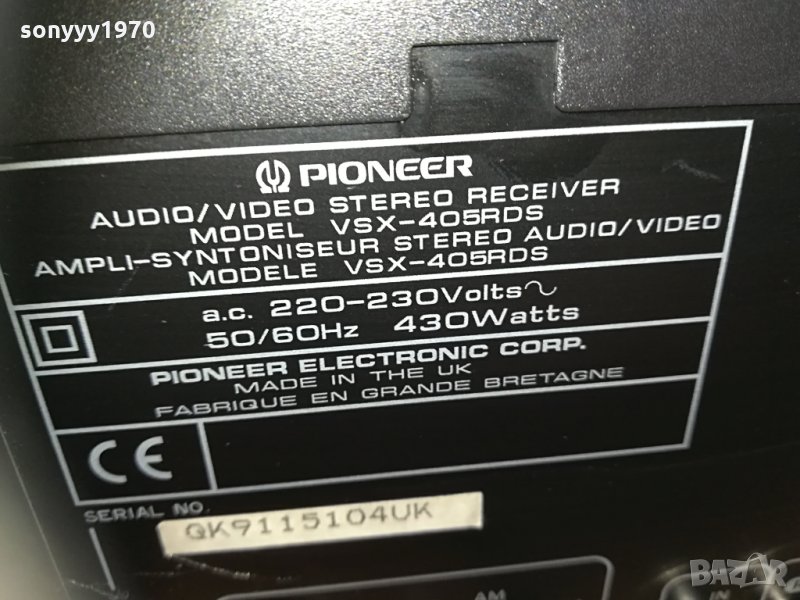 sonyyy1970
PIONEER
AUDIO/VIDEO STEREO RECEIVER
MODEL VSX-405RDS
AMPLI-SYNTONISEUR STEREO AUDIO/VIDEO
MODELE VSX-405RDS
a.c. 220-230Volts~
50/60Hz 430Watts
PIONEER ELECTRONIC CORP.
MADE IN THE UK
FABRIQUE EN GRANDE BRETAGNE
CE
SERIAL NO.
GK9115104UK
AM
IN
BAZAR